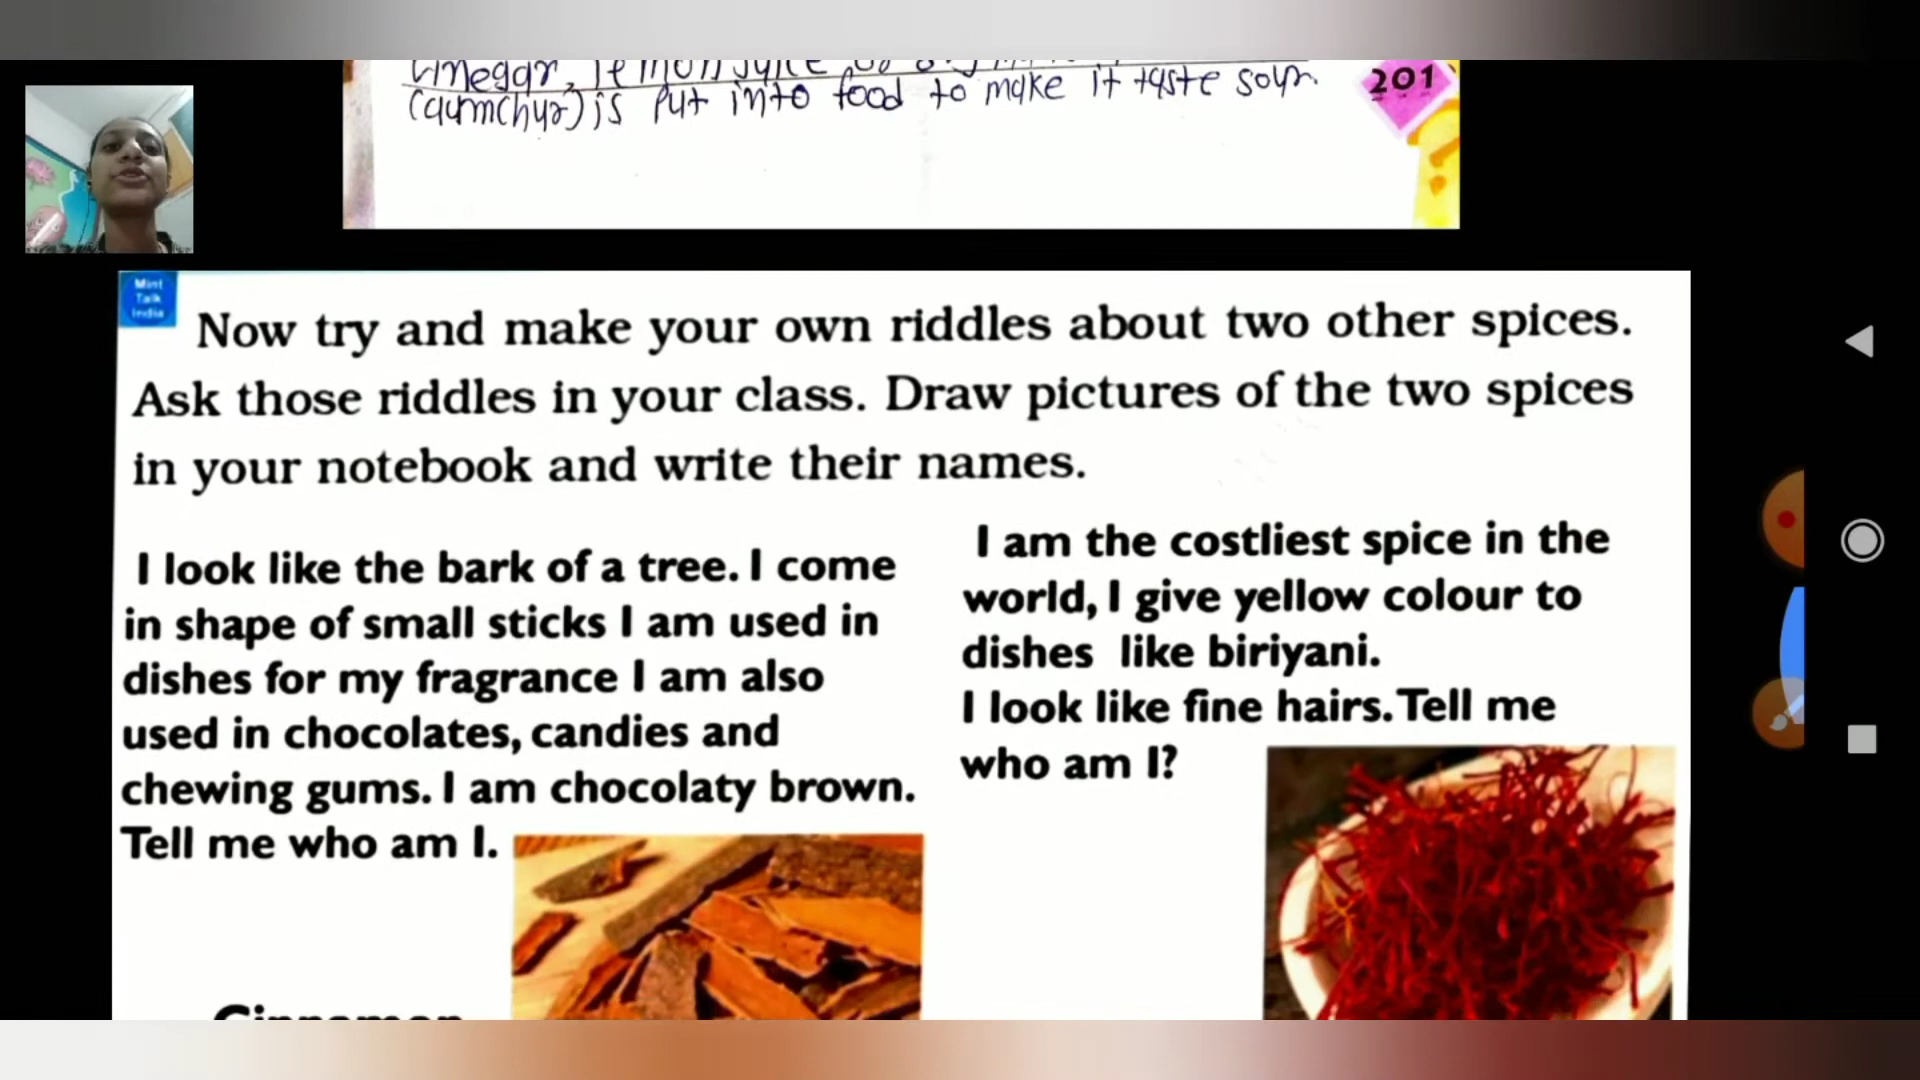 vinegar, lemon juice
(aumchur) is put into food to make it taste sour.
201
Mint
Talk
India
Now try and make your own riddles about two other spices.
Ask those riddles in your class. Draw pictures of the two spices
in your notebook and write their names.
I look like the bark of a tree. I come
in shape of small sticks I am used in
dishes for my fragrance I am also
used in chocolates, candies and
chewing gums. I am chocolaty brown.
Tell me who am I.
I am the costliest spice in the
world, I give yellow colour to
dishes like biriyani.
I look like fine hairs. Tell me
who am I?
Cinnamon